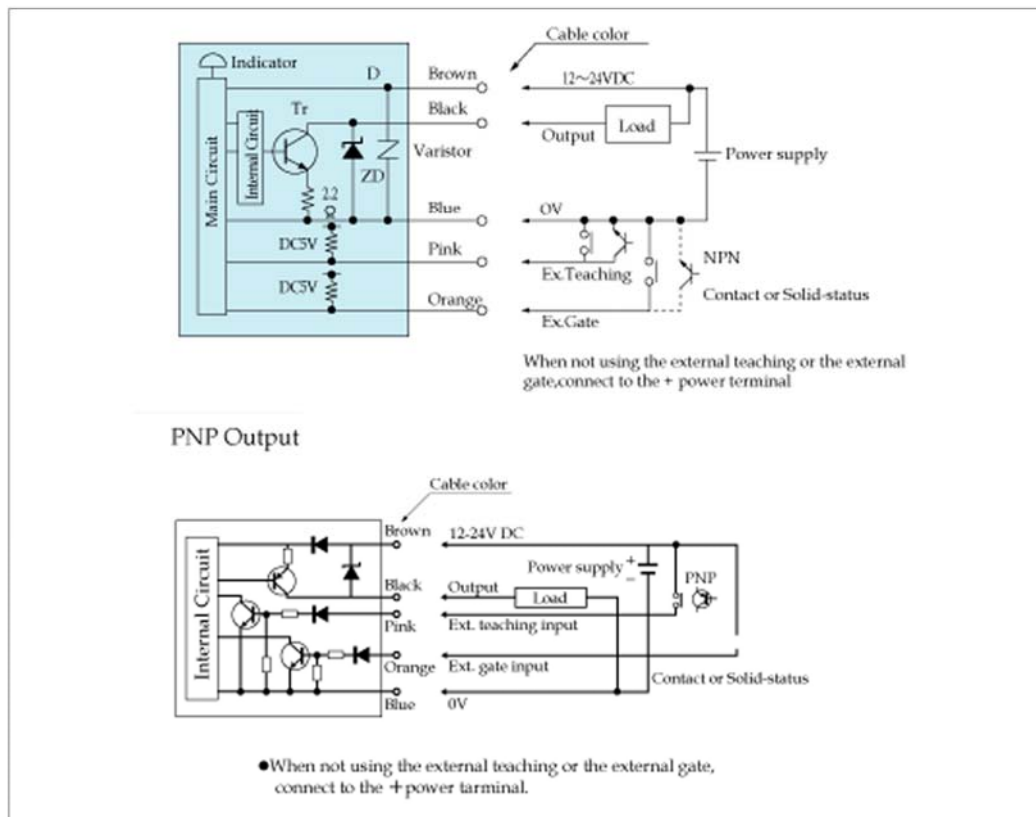 Cable color
Indicator
D
Brown
12～24VDC
Black
Tr
Output
Load
Main Circuit
Internal Circuit
Varistor
Power supply
ZD
2.2
Blue
OV
DC5V
Pink
NPN
Ex.Teaching
DC5V
Contact or Solid-status
Orange
Ex.Gate
When not using the external teaching or the external
gate,connect to the + power terminal
PNP Output
Cable color
Brown
12-24V DC
Internal Circuit
Power supply
+
−
PNP
Black
Output
Load
Pink
Ext. teaching input
Orange
Ext. gate input
Contact or Solid-status
Blue
0V
●When not using the external teaching or the external gate,
connect to the +power tarminal.